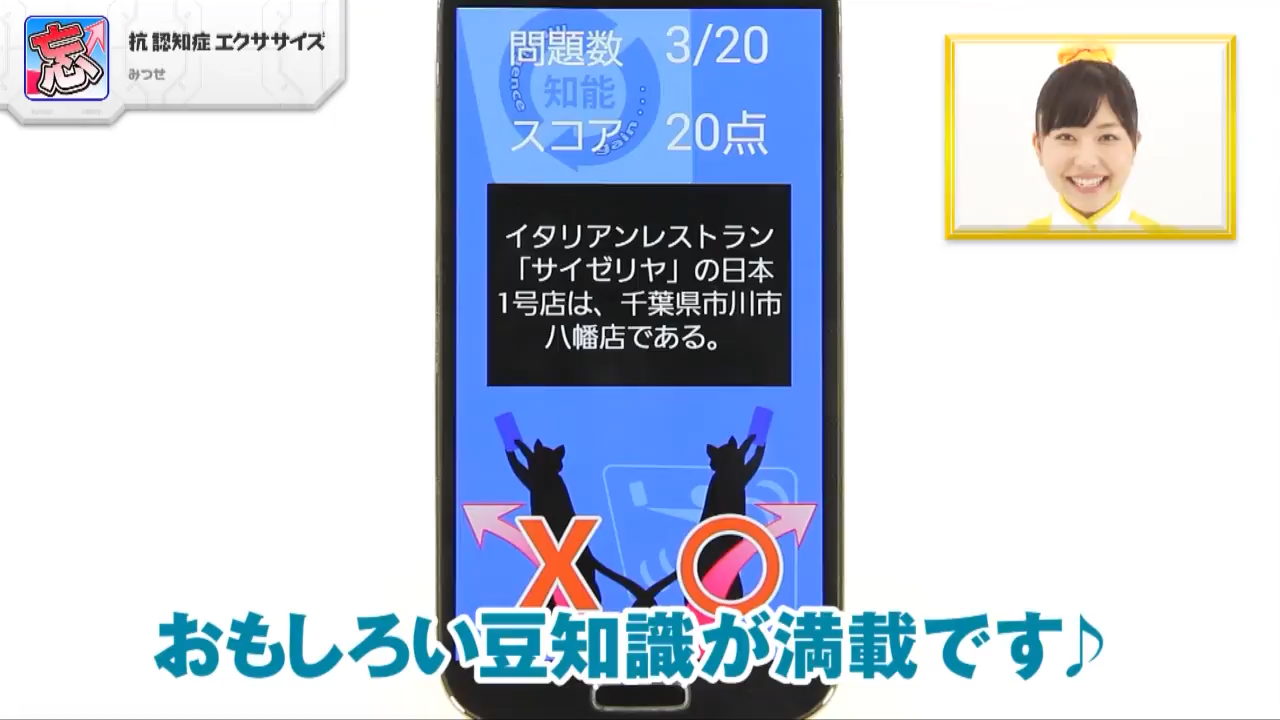 忘
抗 認知症 エクササイズ
みつせ
問題数 3/20
知能
ence
gain...
スコア 20点
イタリアンレストラン
「サイゼリヤ」の日本
1号店は、千葉県市川市
八幡店である。
X
おもしろい豆知識が満載です♪